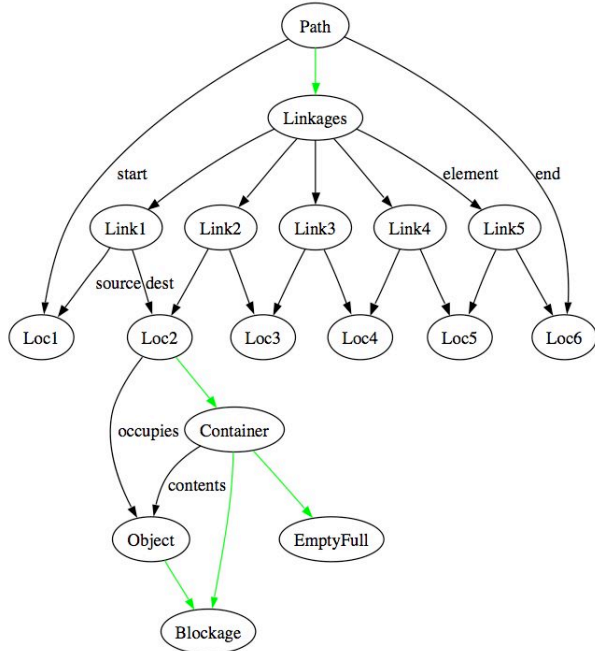 Path
Linkages
start
element
end
Link1
Link2
Link3
Link4
Link5
source
dest
Loc1
Loc2
Loc3
Loc4
Loc5
Loc6
occupies
Container
contents
Object
EmptyFull
Blockage